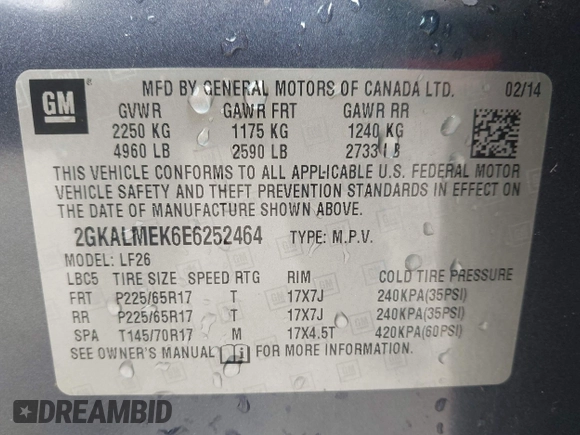 GM
MFD BY GENERAL MOTORS OF CANADA LTD. 02/14
GVWR GAWR FRT GAWR RR
2250 KG 1175 KG 1240 KG
4960 LB 2590 LB 2733 LB
THIS VEHICLE CONFORMS TO ALL APPLICABLE U.S. FEDERAL MOTOR
VEHICLE SAFETY AND THEFT PREVENTION STANDARDS IN EFFECT ON
THE DATE OF MANUFACTURE SHOWN ABOVE.
2GKALMEK6E6252464 TYPE: M.P.V.
MODEL: LF26
LBC5 TIRE SIZE SPEED RTG RIM COLD TIRE PRESSURE
FRT P225/65R17 T 17X7J 240KPA(35PSI)
RR P225/65R17 T 17X7J 240KPA(35PSI)
SPA T145/70R17 M 17X4.5T 420KPA(60PSI)
SEE OWNER'S MANUAL FOR MORE INFORMATION.
DREAMBID